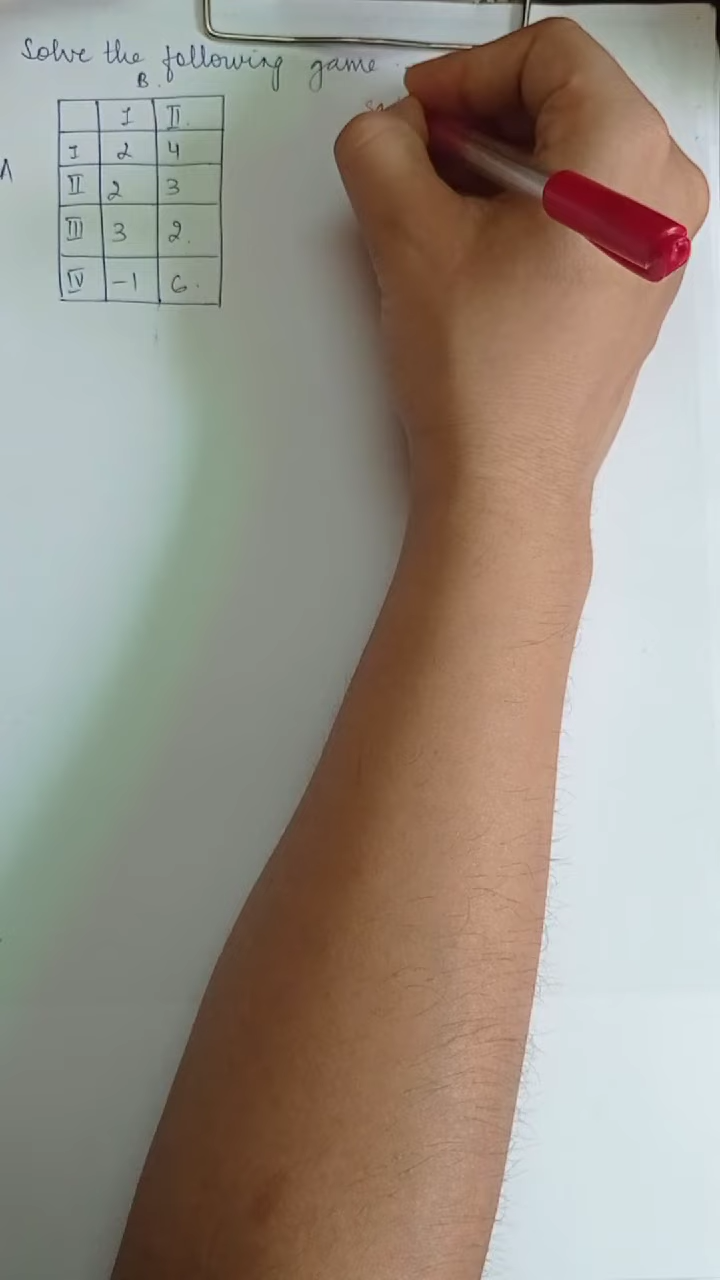 Solve the following game.
B.
I II.
A
I 2 4
II 2 3
III 3 2.
IV -1 6.